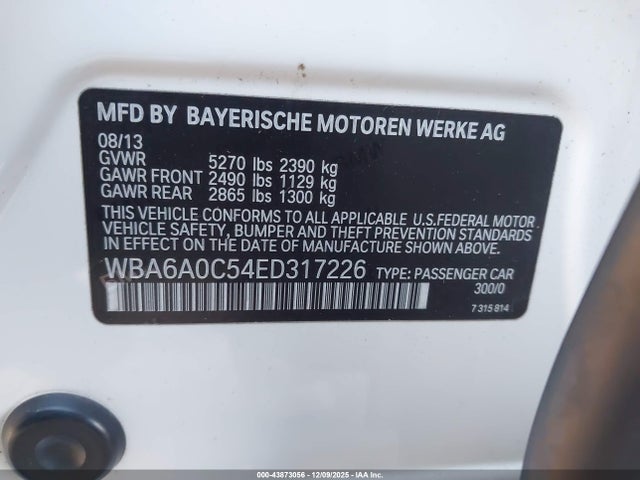 MFD BY BAYERISCHE MOTOREN WERKE AG
08/13
GVWR 5270 lbs 2390 kg
GAWR FRONT 2490 lbs 1129 kg
GAWR REAR 2865 lbs 1300 kg
THIS VEHICLE CONFORMS TO ALL APPLICABLE U.S.FEDERAL MOTOR
VEHICLE SAFETY, BUMPER AND THEFT PREVENTION STANDARDS
IN EFFECT ON THE DATE OF MANUFACTURE SHOWN ABOVE.
WBA6A0C54ED317226 TYPE: PASSENGER CAR
300/0
7 315 814
000-43873056 - 12/09/2025 - IAA Inc.